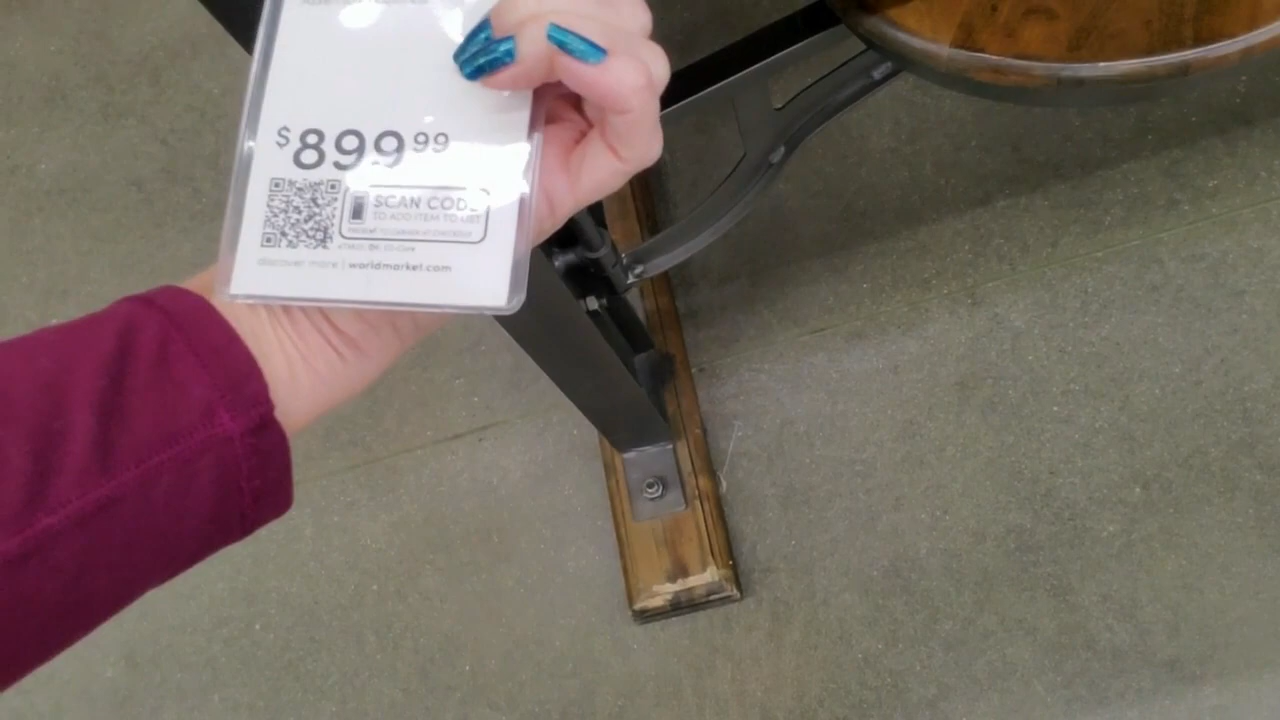 $899.99
SCAN CODE
TO ADD ITEM TO LIST
discover more | worldmarket.com